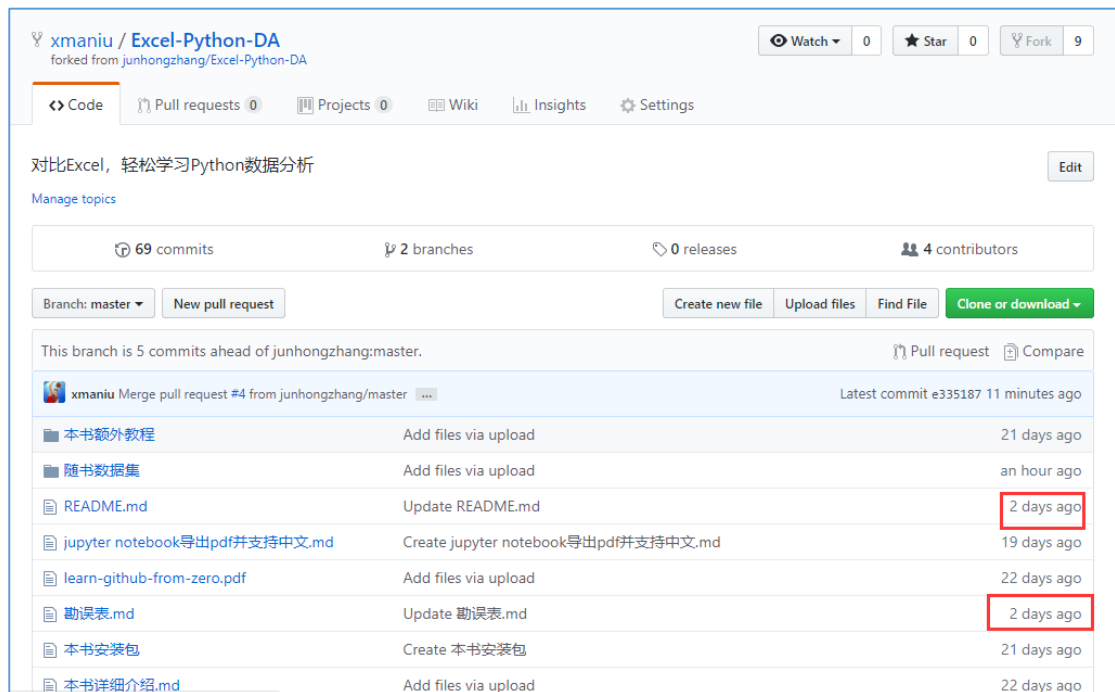 xmaniu / Excel-Python-DA
forked from junhongzhang/Excel-Python-DA
Watch 0 Star 0 Fork 9
Code Pull requests 0 Projects 0 Wiki Insights Settings
对比Excel，轻松学习Python数据分析 Edit
Manage topics
69 commits 2 branches 0 releases 4 contributors
Branch: master New pull request Create new file Upload files Find File Clone or download
This branch is 5 commits ahead of junhongzhang:master. Pull request Compare
xmaniu Merge pull request #4 from junhongzhang/master ... Latest commit e335187 11 minutes ago
本书额外教程 Add files via upload 21 days ago
随书数据集 Add files via upload an hour ago
README.md Update README.md 2 days ago
jupyter notebook导出pdf并支持中文.md Create jupyter notebook导出pdf并支持中文.md 19 days ago
learn-github-from-zero.pdf Add files via upload 22 days ago
勘误表.md Update 勘误表.md 2 days ago
本书安装包 Create 本书安装包 21 days ago
本书详细介绍.md Add files via upload 22 days ago